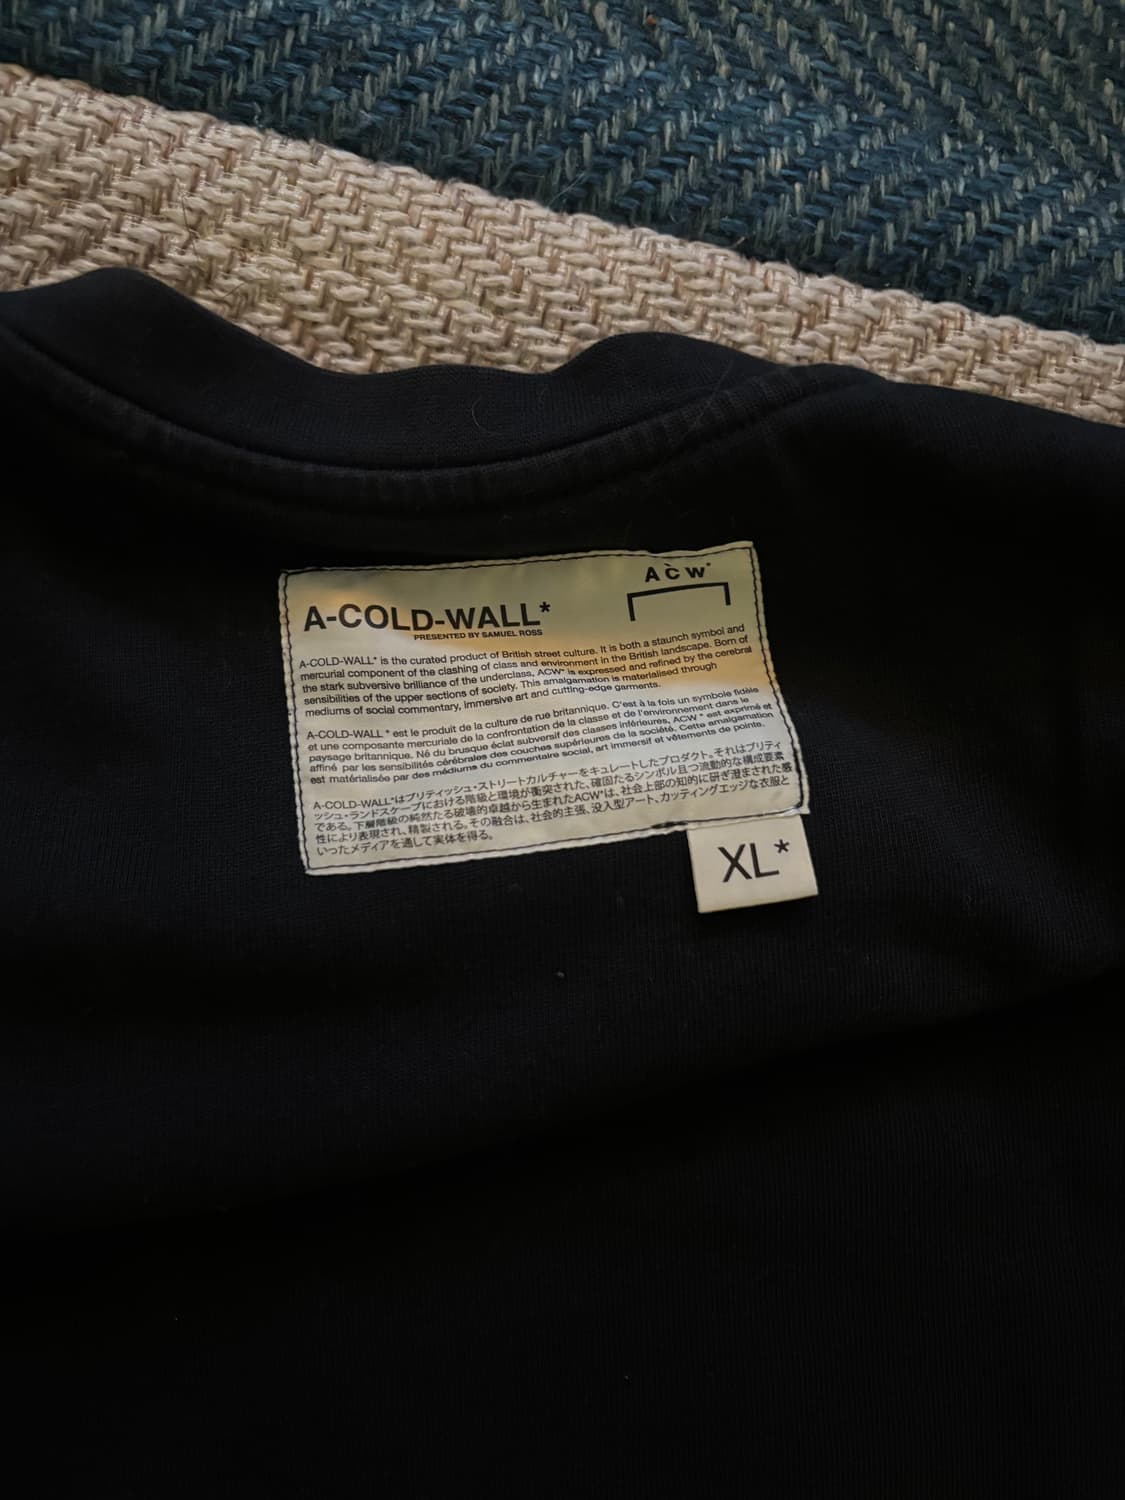 A-COLD-WALL*
PRESENTED BY SAMUEL ROSS
ACW*
A-COLD-WALL* is the curated product of British street culture. It is both a staunch symbol and
mercurial component of the clashing of class and environment in the British landscape. Born of
the stark subversive brilliance of the underclass, ACW* is expressed and refined by the cerebral
sensibilities of the upper sections of society. This amalgamation is materialised through
mediums of social commentary, immersive art and cutting-edge garments.
A-COLD-WALL * est le produit de la culture de rue britannique. C'est à la fois un symbole fidèle
et une composante mercuriale de la confrontation de la classe et de l'environnement dans le
paysage britannique. Né du brusque éclat subversif des classes inférieures, ACW * est exprimé et
affiné par les sensibilités cérébrales des couches supérieures de la société. Cette amalgamation
est matérialisée par des médiums du commentaire social, art immersif et vêtements de pointe.
A-COLD-WALL*はブリティッシュ・ストリートカルチャーをキュレートしたプロダクト。それはブリティ
ッシュ・ランドスケープにおける階級と環境が衝突された、確固たるシンボル且つ流動的な構成要素
である。下層階級の純然たる破壊的卓越から生まれたACW*は、社会上部の知的に研ぎ澄まされた感
性により表現され、精製される。その融合は、社会的主張、没入型アート、カッティングエッジな衣服と
いったメディアを通して実体を得る。
XL*